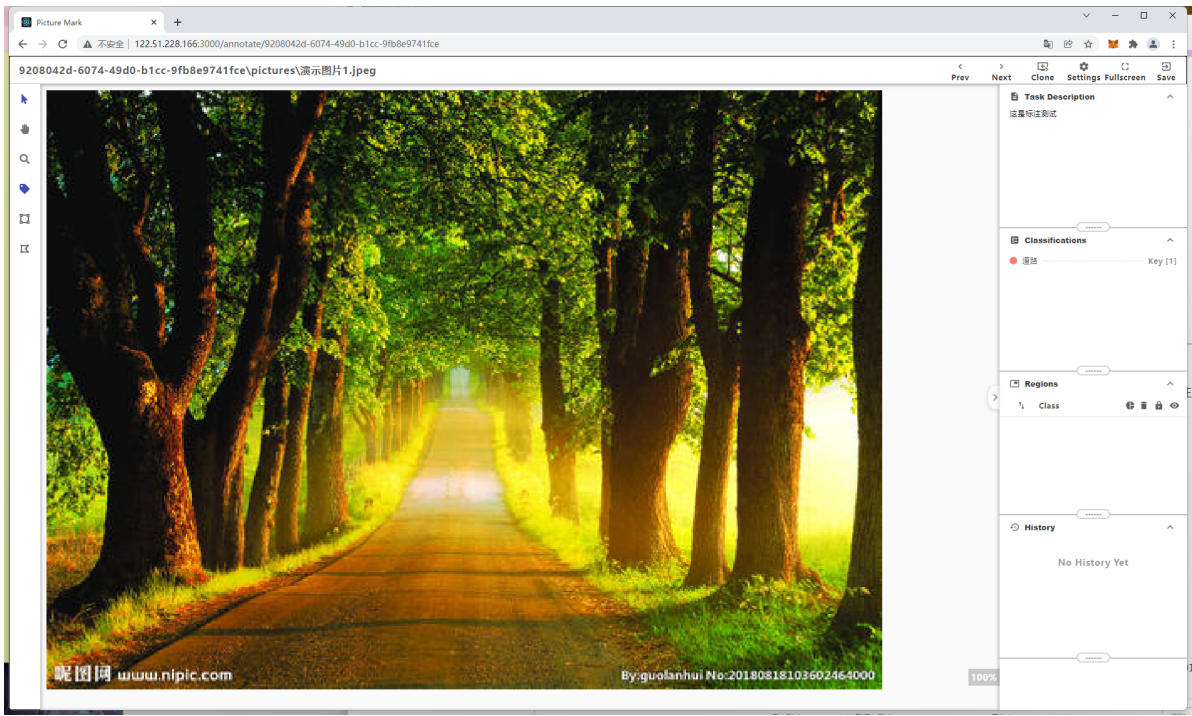 Picture Mark
不安全 | 122.51.228.166:3000/annotate/9208042d-6074-49d0-b1cc-9fb8e9741fce
9208042d-6074-49d0-b1cc-9fb8e9741fce\pictures\演示图片1.jpeg
Prev Next Clone Settings Fullscreen Save
Task Description
这是标注测试
Classifications
道路 Key [1]
Regions
Class
History
No History Yet
昵图网 www.nipic.com
By:guolanhui No:20180818103602464000
100%